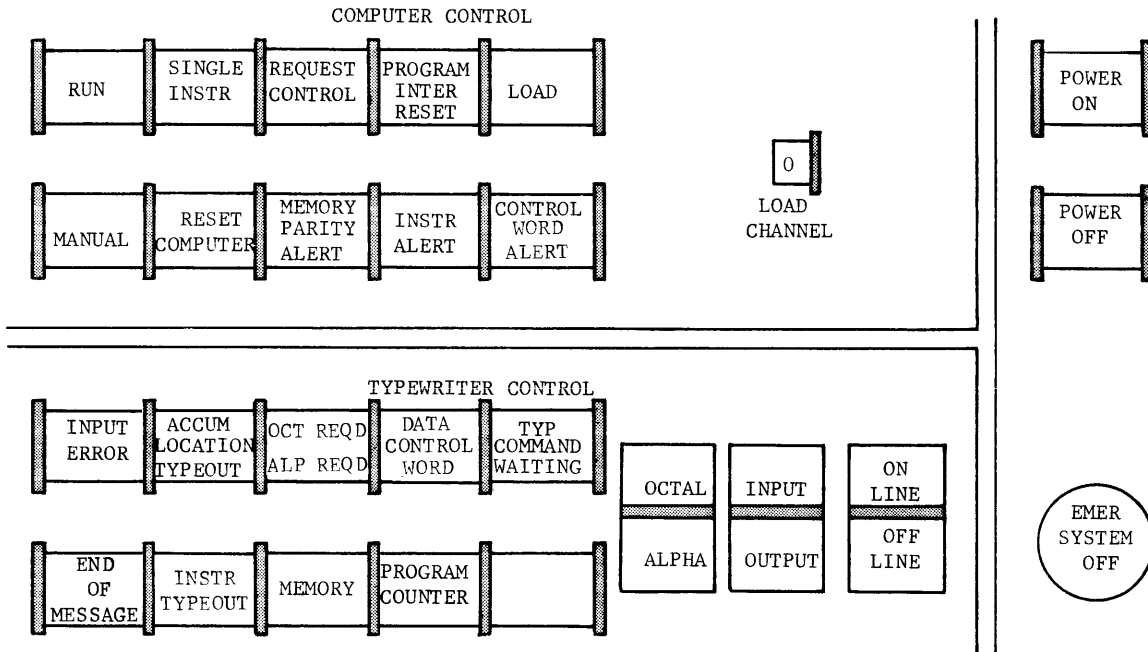 COMPUTER CONTROL
RUN
SINGLE
INSTR
REQUEST
CONTROL
PROGRAM
INTER
RESET
LOAD
MANUAL
RESET
COMPUTER
MEMORY
PARITY
ALERT
INSTR
ALERT
CONTROL
WORD
ALERT
0
LOAD
CHANNEL
POWER
ON
POWER
OFF
TYPEWRITER CONTROL
INPUT
ERROR
ACCUM
LOCATION
TYPEOUT
OCT REQD
ALP REQD
DATA
CONTROL
WORD
TYP
COMMAND
WAITING
END
OF
MESSAGE
INSTR
TYPEOUT
MEMORY
PROGRAM
COUNTER
OCTAL
ALPHA
INPUT
OUTPUT
ON
LINE
OFF
LINE
EMER
SYSTEM
OFF